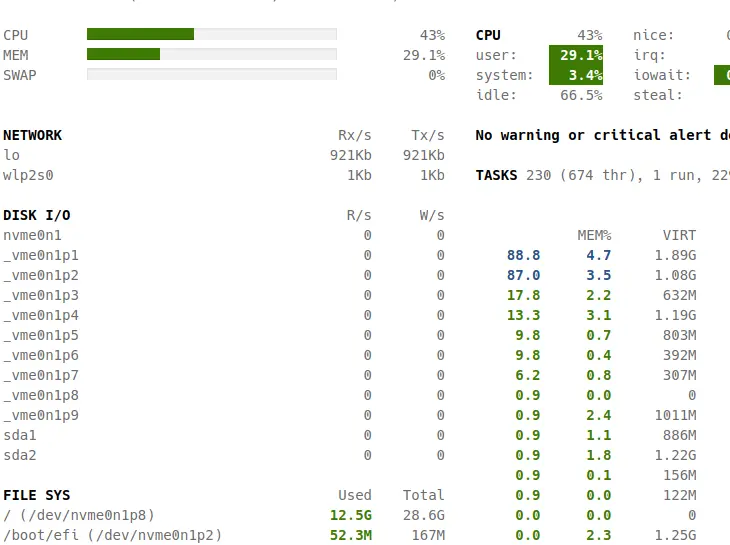 CPU 43% CPU 43% nice:
MEM 29.1% user: 29.1% irq:
SWAP 0% system: 3.4% iowait:
idle: 66.5% steal:
NETWORK Rx/s Tx/s No warning or critical alert
lo 921Kb 921Kb
wlp2s0 1Kb 1Kb TASKS 230 (674 thr), 1 run,
DISK I/O R/s W/s
nvme0n1 0 0 MEM% VIRT
_vme0n1p1 0 0 88.8 4.7 1.89G
_vme0n1p2 0 0 87.0 3.5 1.08G
_vme0n1p3 0 0 17.8 2.2 632M
_vme0n1p4 0 0 13.3 3.1 1.19G
_vme0n1p5 0 0 9.8 0.7 803M
_vme0n1p6 0 0 9.8 0.4 392M
_vme0n1p7 0 0 6.2 0.8 307M
_vme0n1p8 0 0 0.9 0.0 0
_vme0n1p9 0 0 0.9 2.4 1011M
sda1 0 0 0.9 1.1 886M
sda2 0 0 0.9 1.8 1.22G
0.9 0.1 156M
FILE SYS Used Total 0.9 0.0 122M
/ (/dev/nvme0n1p8) 12.5G 28.6G 0.0 0.0 0
/boot/efi (/dev/nvme0n1p2) 52.3M 167M 0.0 2.3 1.25G